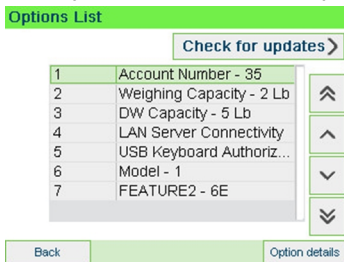 Options List
Check for updates
1 Account Number - 35
2 Weighing Capacity - 2 Lb
3 DW Capacity - 5 Lb
4 LAN Server Connectivity
5 USB Keyboard Authoriz...
6 Model - 1
7 FEATURE2 - 6E
Back Option details